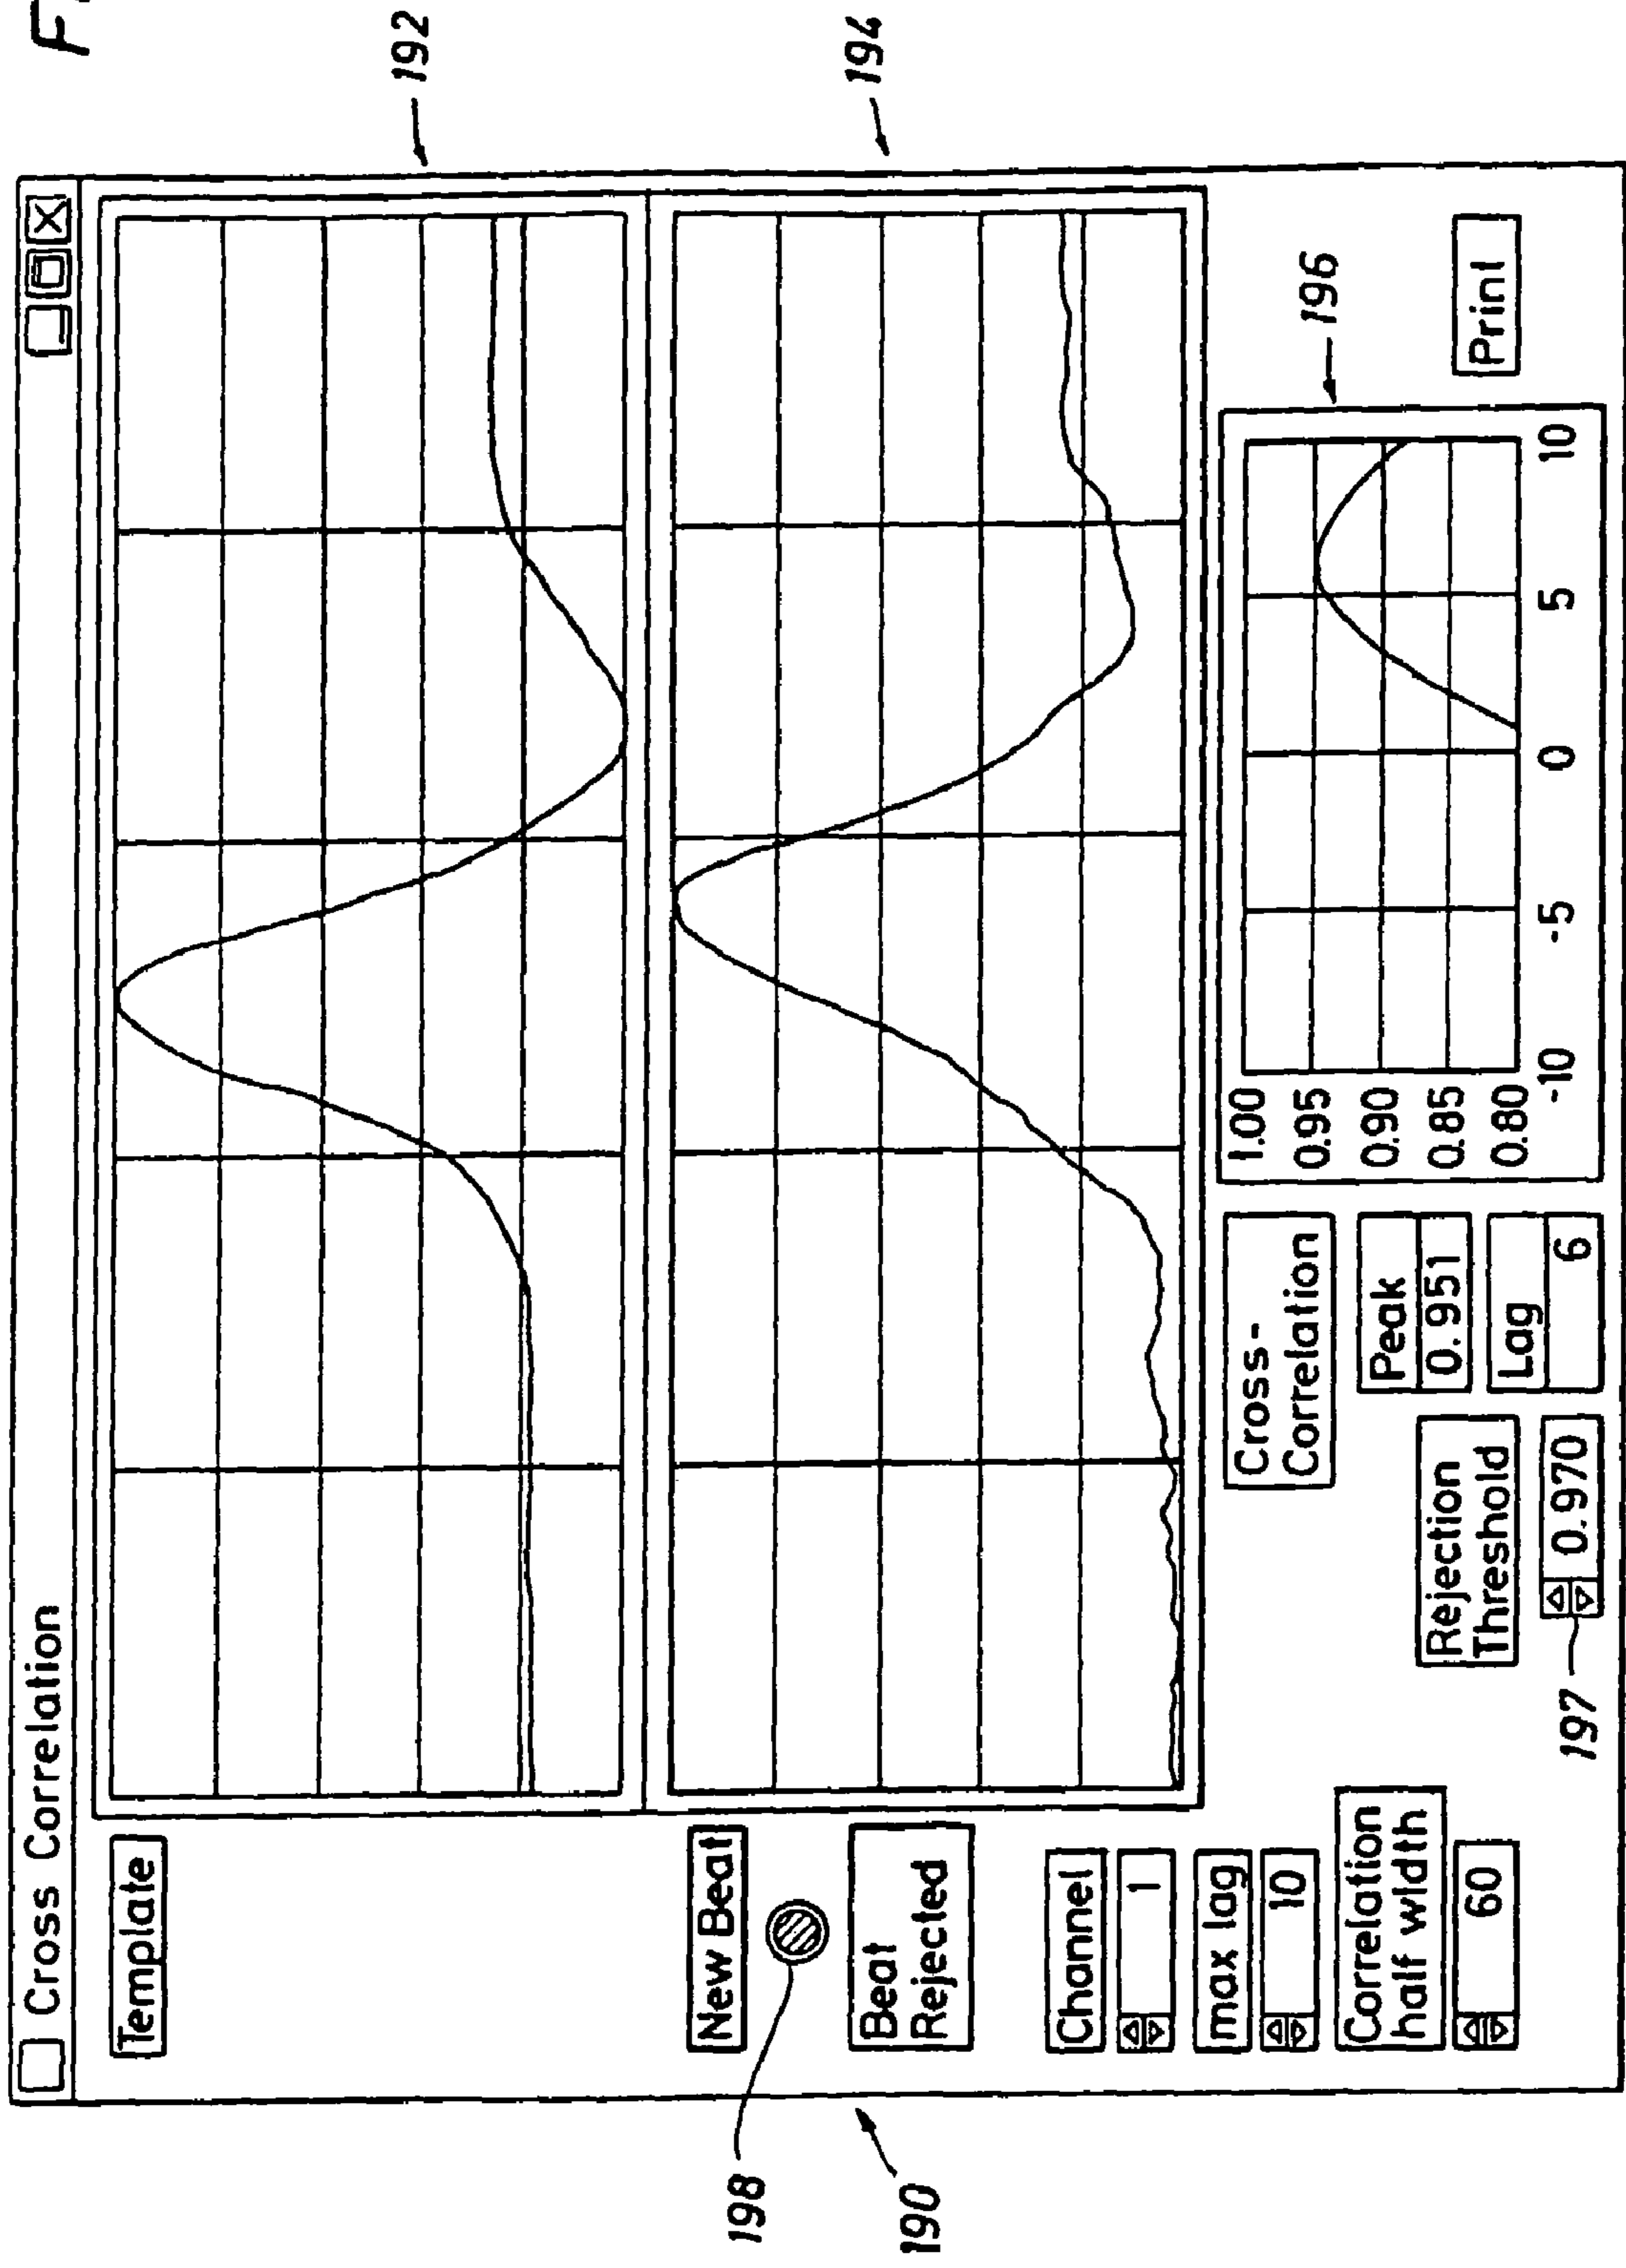 F
Cross Correlation
192
Template
194
New Beat
198
Beat
Rejected
190
Channel
1
max lag
10
Correlation
half width
60
Rejection
Threshold
0.970
197
Cross-
Correlation
Peak
0.951
Lag
6
1.00
0.95
0.90
0.85
0.80
-10
-5
0
5
10
196
Print